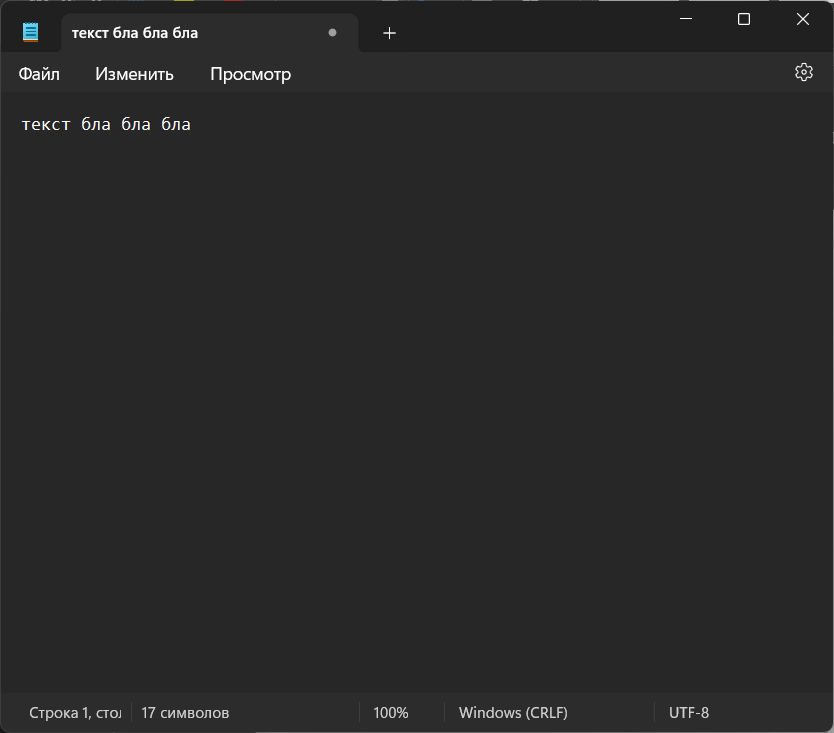 текст бла бла бла
Файл Изменить Просмотр
текст бла бла бла
Строка 1, 17 символов 100% Windows (CRLF) UTF-8